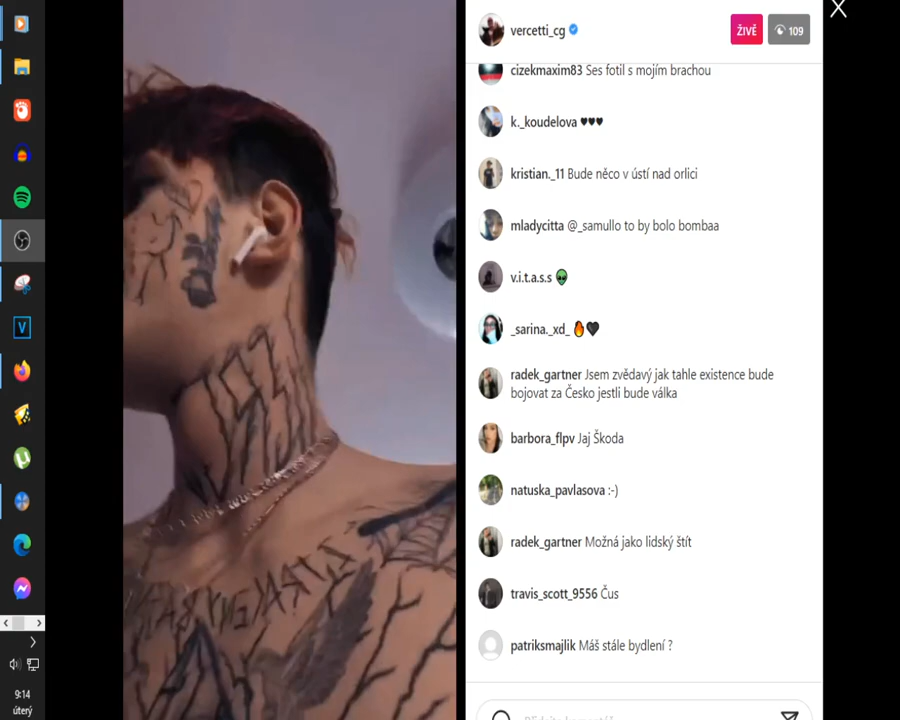 vercetti_cg
ŽIVĚ
109
cizekmaxim83 Ses fotil s mojím brachou
k._koudelova ♥♥♥
kristian._11 Bude něco v ústí nad orlici
mladycitta @_samullo to by bolo bombaa
v.i.t.a.s.s 👽
_sarina._xd_ 🔥🖤
radek_gartner Jsem zvědavý jak tahle existence bude
bojovat za Česko jestli bude válka
barbora_flpv Jaj Škoda
natuska_pavlasova :-)
radek_gartner Možná jako lidský štít
travis_scott_9556 Čus
patriksmajlik Máš stále bydlení ?
9:14
úterý